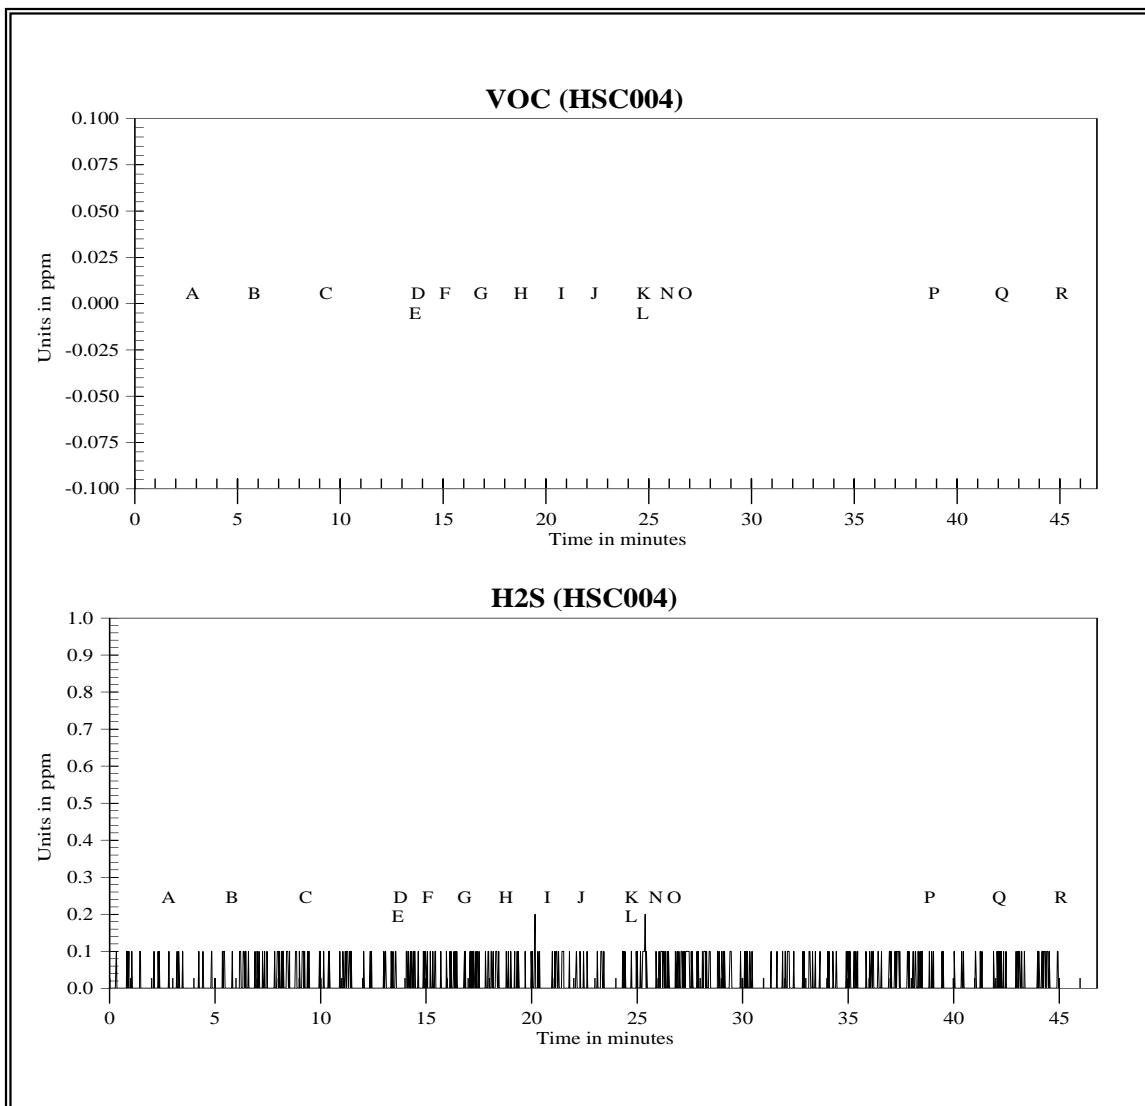 VOC (HSC004)
0.100
0.075
0.050
0.025
0.000
-0.025
-0.050
-0.075
-0.100
Units in ppm
A B C D F G H I J K N O P Q R
E L
0 5 10 15 20 25 30 35 40 45
Time in minutes
H2S (HSC004)
1.0
0.9
0.8
0.7
0.6
0.5
0.4
0.3
0.2
0.1
0.0
Units in ppm
A B C D F G H I J K N O P Q R
E L
0 5 10 15 20 25 30 35 40 45
Time in minutes